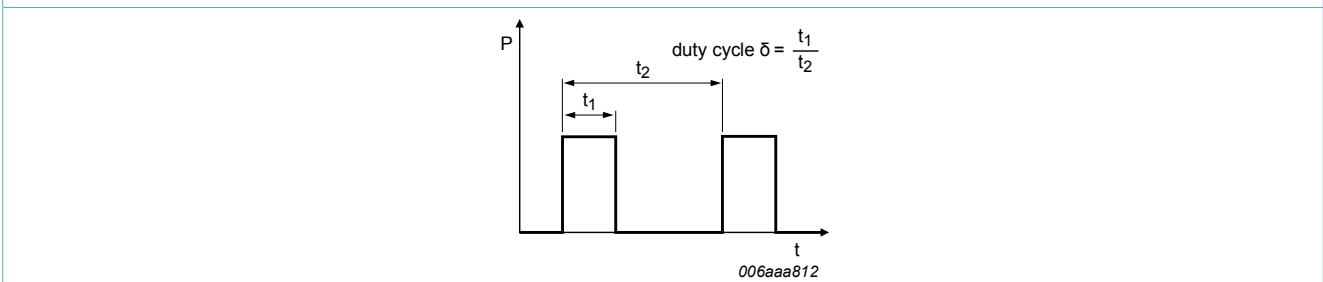 P
duty cycle δ = t1
t2
t2
t1
t
006aaa812